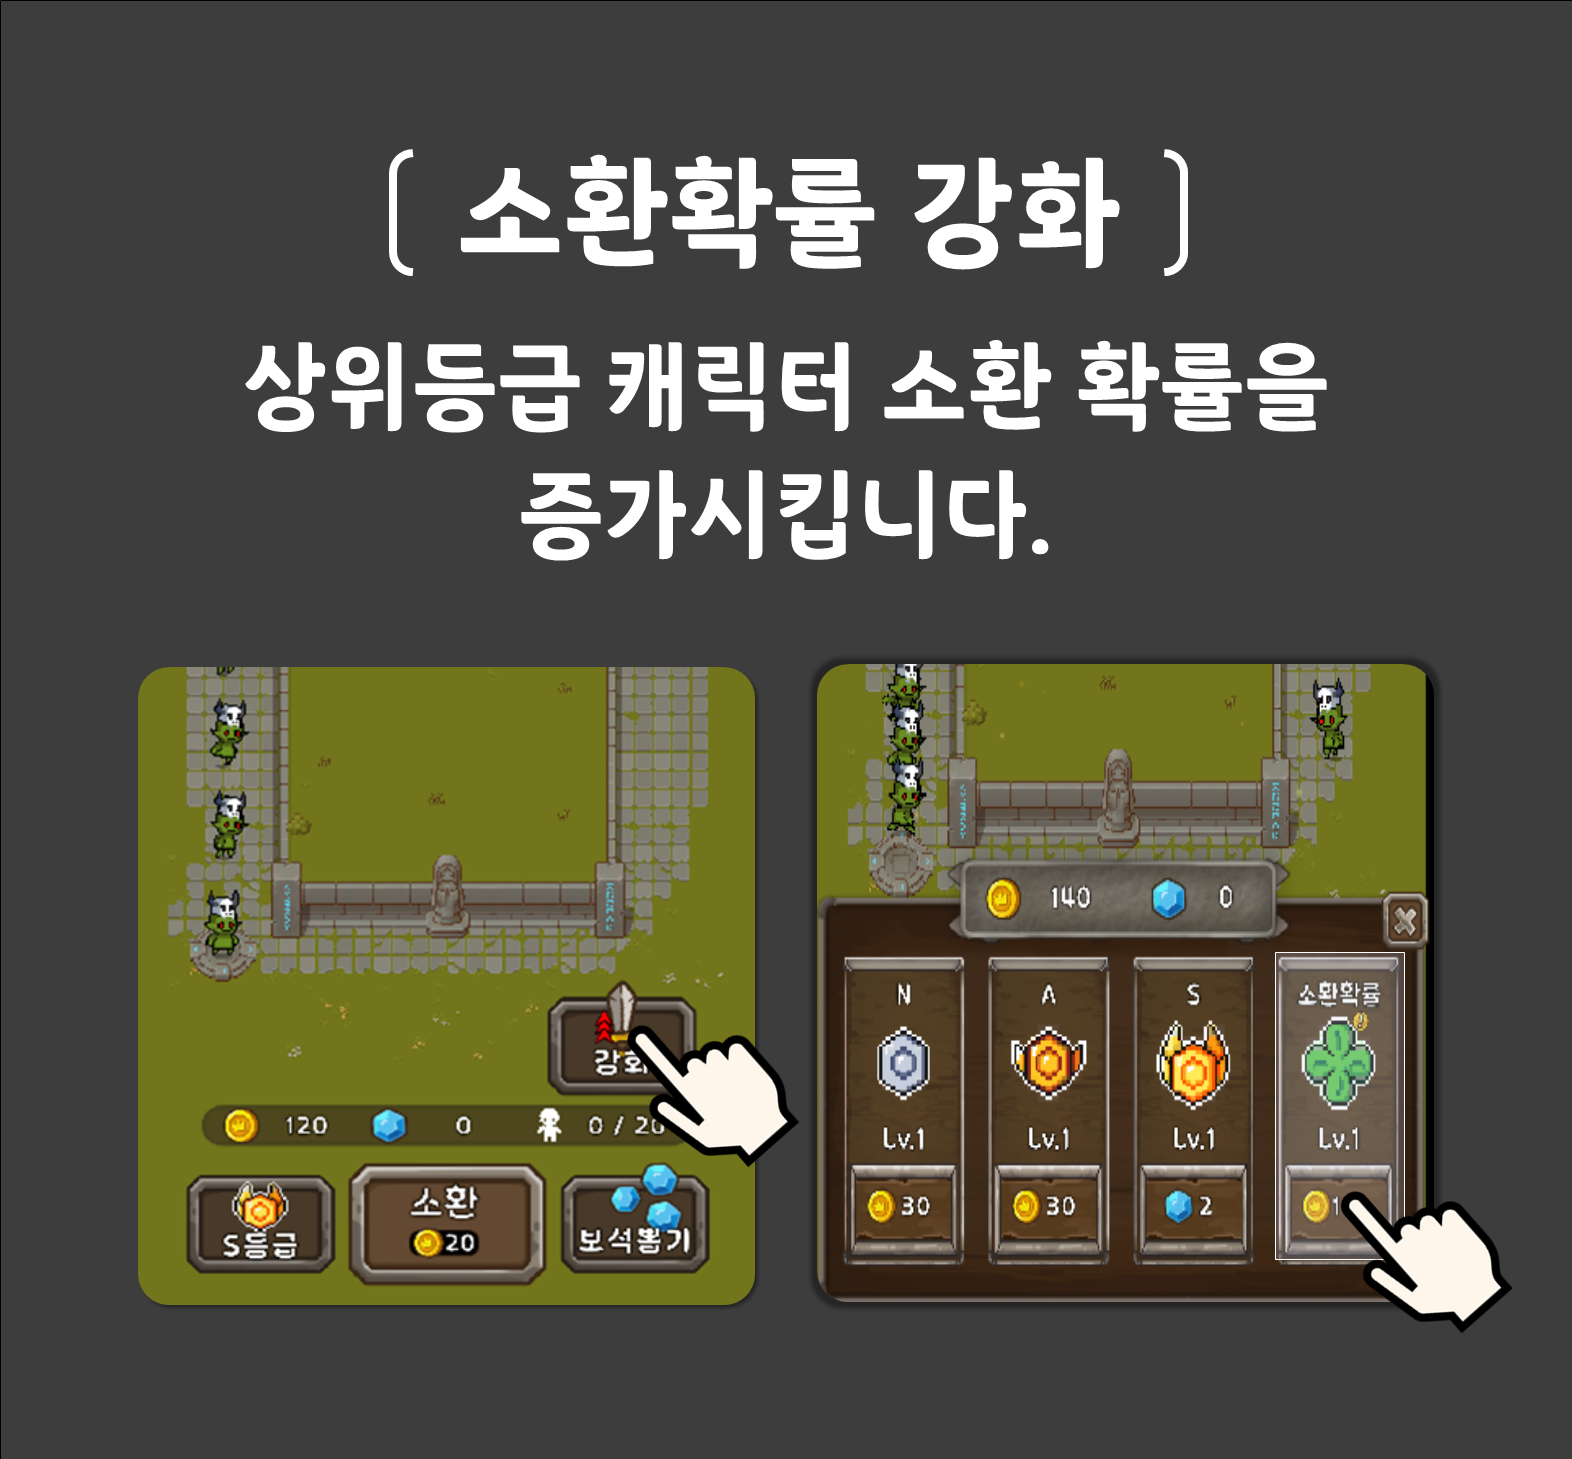 [ 소환확률 강화 ]
상위등급 캐릭터 소환 확률을
증가시킵니다.
강화
120 0 0 / 20
S등급
소환
20
보석뽑기
140 0
N A S 소환확률
Lv.1 Lv.1 Lv.1 Lv.1
30 30 2